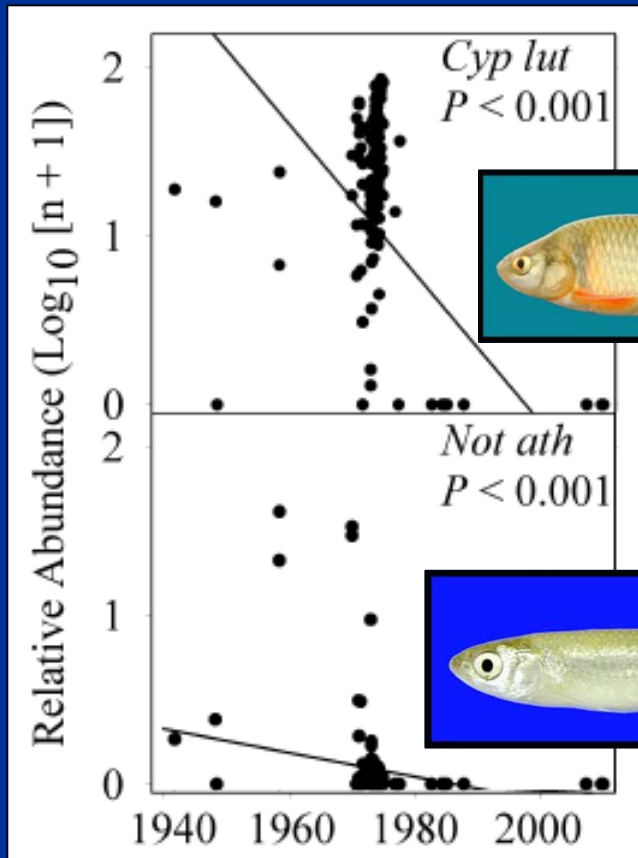 Relative Abundance (Log10 [n + 1])
2
1
0
Cyp lut
P < 0.001
2
1
0
Not ath
P < 0.001
1940 1960 1980 2000